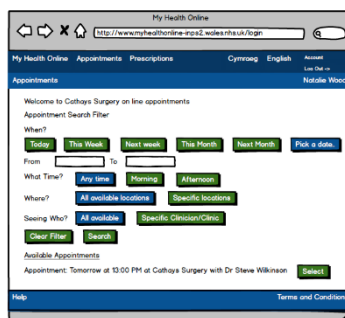 My Health Online
http://www.myhealthonline-inps2.wales.nhs.uk/login
My Health Online Appointments Prescriptions Cymraeg English Account
Log Out ->
Appointments Natalie Wood
Welcome to Cathays Surgery on line appointments
Appointment Search Filter
When?
Today This Week Next week This Month Next Month Pick a date.
From To
What Time? Any time Morning Afternoon
Where? All available locations Specific locations
Seeing Who? All available Specific Clinician/Clinic
Clear Filter Search
Available Appointments
Appointment: Tomorrow at 13:00 PM at Cathays Surgery with Dr Steve Wilkinson Select
Help Terms and Condition